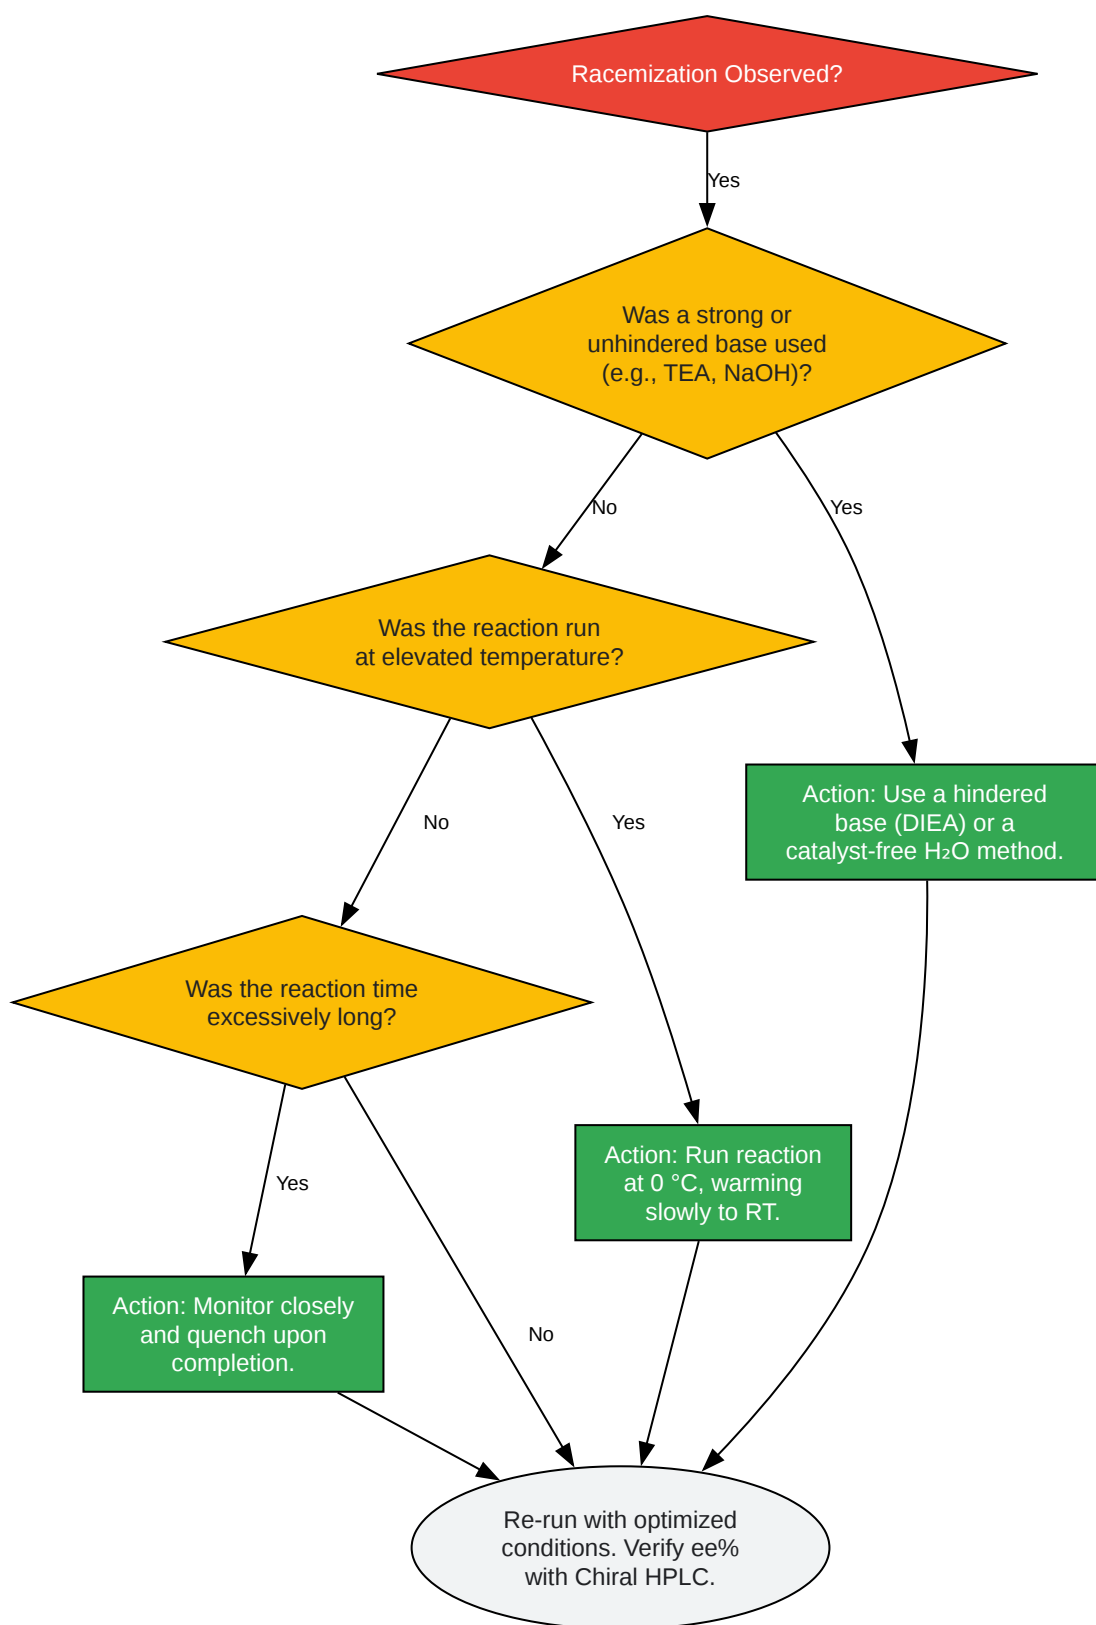 Racemization Observed?
Yes
Was a strong or
unhindered base used
(e.g., TEA, NaOH)?
No
Yes
Was the reaction run
at elevated temperature?
Action: Use a hindered
base (DIEA) or a
catalyst-free H₂O method.
No
Yes
Was the reaction time
excessively long?
Action: Run reaction
at 0 °C, warming
slowly to RT.
Yes
Action: Monitor closely
and quench upon
completion.
No
Re-run with optimized
conditions. Verify ee%
with Chiral HPLC.